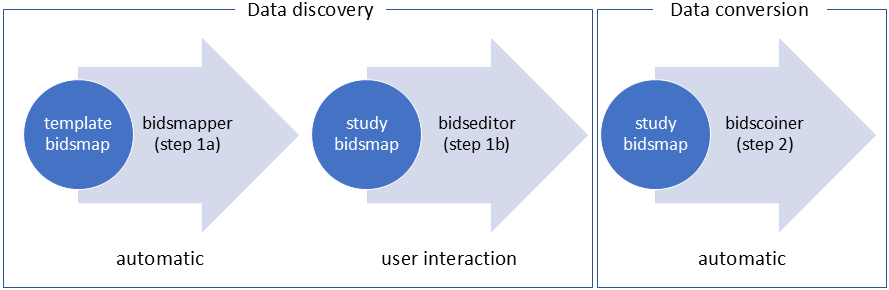 Data discovery
Data conversion
template
bidsmap
bidsmapper
(step 1a)
study
bidsmap
bidseditor
(step 1b)
study
bidsmap
bidscoiner
(step 2)
automatic
user interaction
automatic